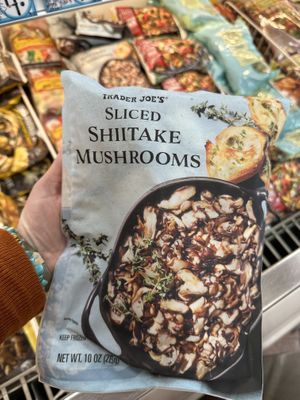 TRADER JOE'S®
SLICED
SHIITAKE
MUSHROOMS
KEEP FROZEN
NET WT. 10 OZ